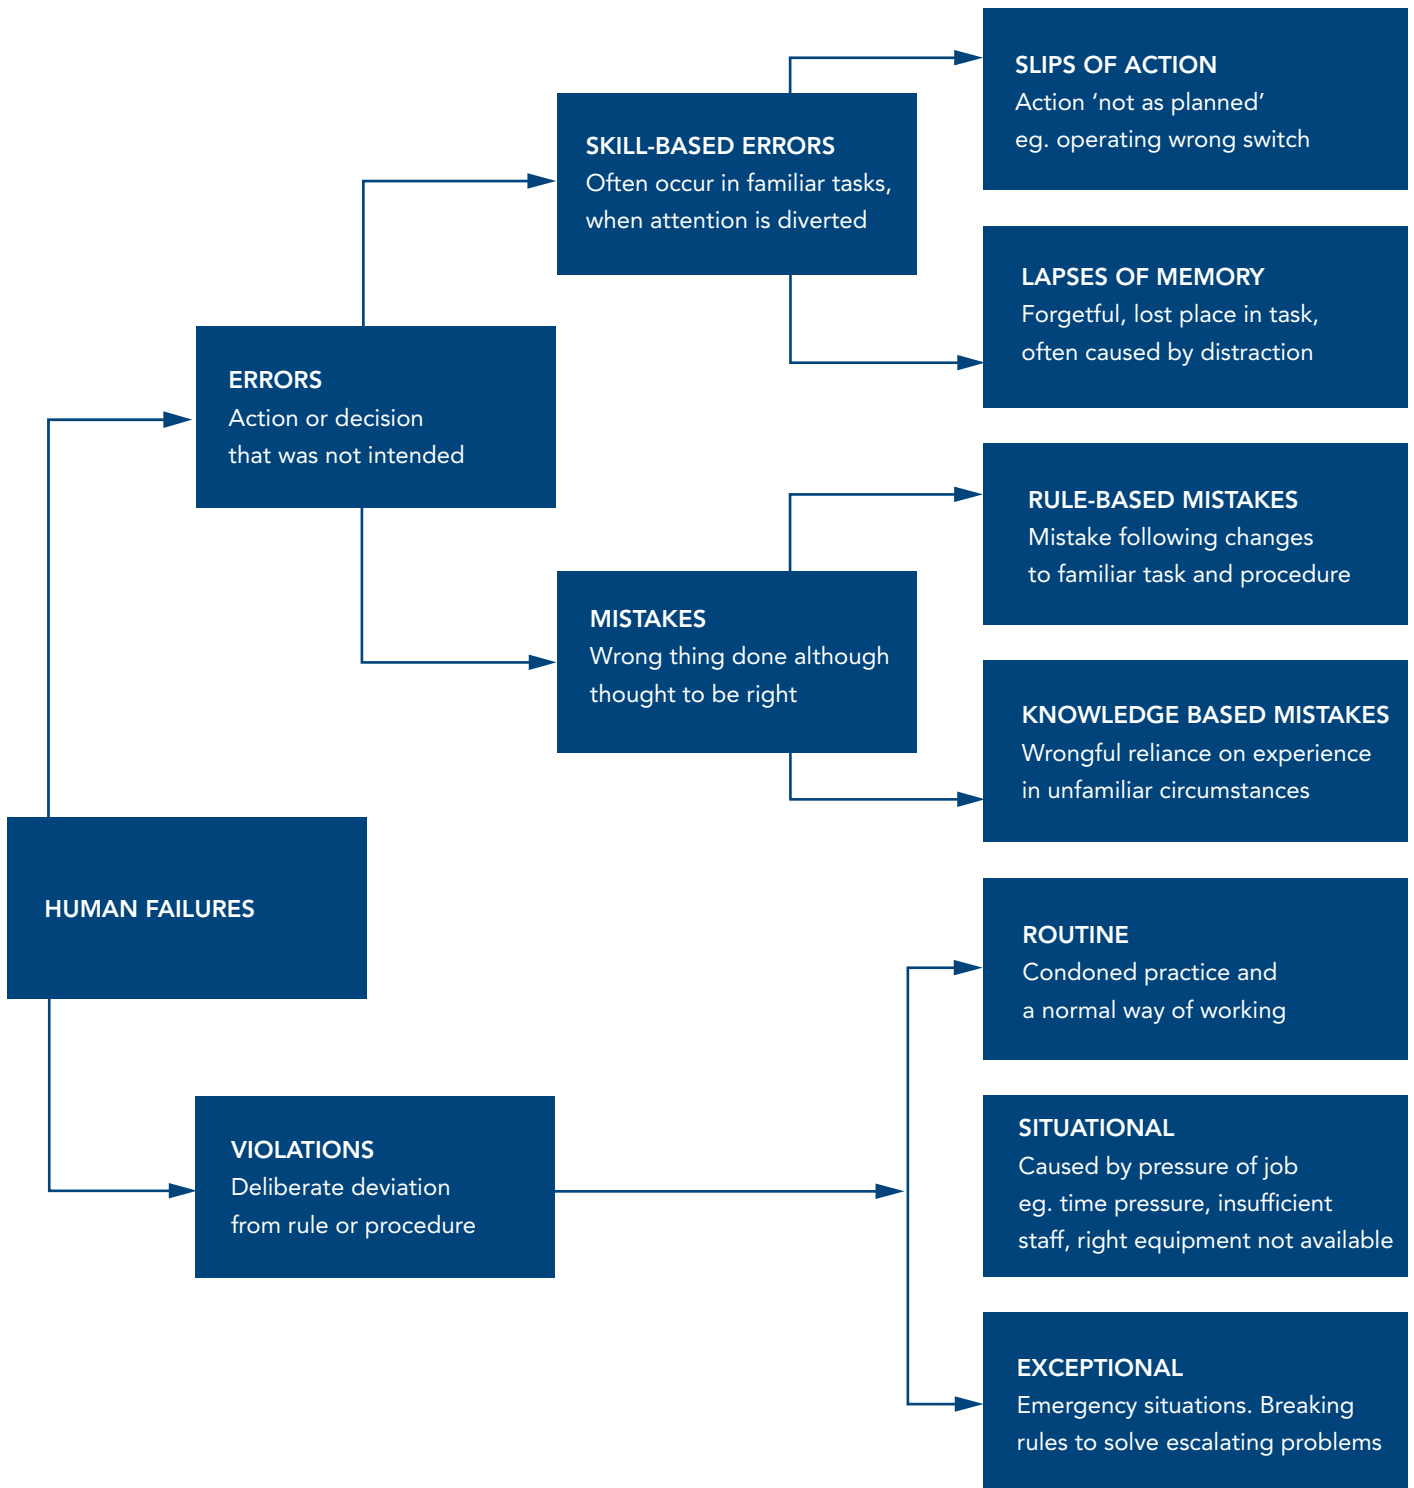 SLIPS OF ACTION
Action ‘not as planned’
eg. operating wrong switch
SKILL-BASED ERRORS
Often occur in familiar tasks,
when attention is diverted
LAPSES OF MEMORY
Forgetful, lost place in task,
often caused by distraction
ERRORS
Action or decision
that was not intended
RULE-BASED MISTAKES
Mistake following changes
to familiar task and procedure
MISTAKES
Wrong thing done although
thought to be right
KNOWLEDGE BASED MISTAKES
Wrongful reliance on experience
in unfamiliar circumstances
HUMAN FAILURES
ROUTINE
Condoned practice and
a normal way of working
VIOLATIONS
Deliberate deviation
from rule or procedure
SITUATIONAL
Caused by pressure of job
eg. time pressure, insufficient
staff, right equipment not available
EXCEPTIONAL
Emergency situations. Breaking
rules to solve escalating problems